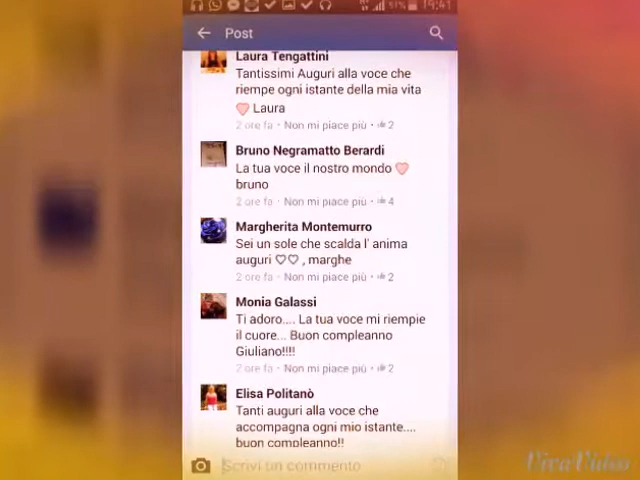 57% 19:41
Post
Laura Tengattini
Tantissimi Auguri alla voce che
riempe ogni istante della mia vita
Laura
2 ore fa • Non mi piace più • 2
Bruno Negramatto Berardi
La tua voce il nostro mondo
bruno
2 ore fa • Non mi piace più • 4
Margherita Montemurro
Sei un sole che scalda l' anima
auguri ♡♡ , marghe
2 ore fa • Non mi piace più • 2
Monia Galassi
Ti adoro.... La tua voce mi riempie
il cuore... Buon compleanno
Giuliano!!!!
2 ore fa • Non mi piace più • 2
Elisa Politanò
Tanti auguri alla voce che
accompagna ogni mio istante....
buon compleanno!!
Scrivi un commento
VivaVideo